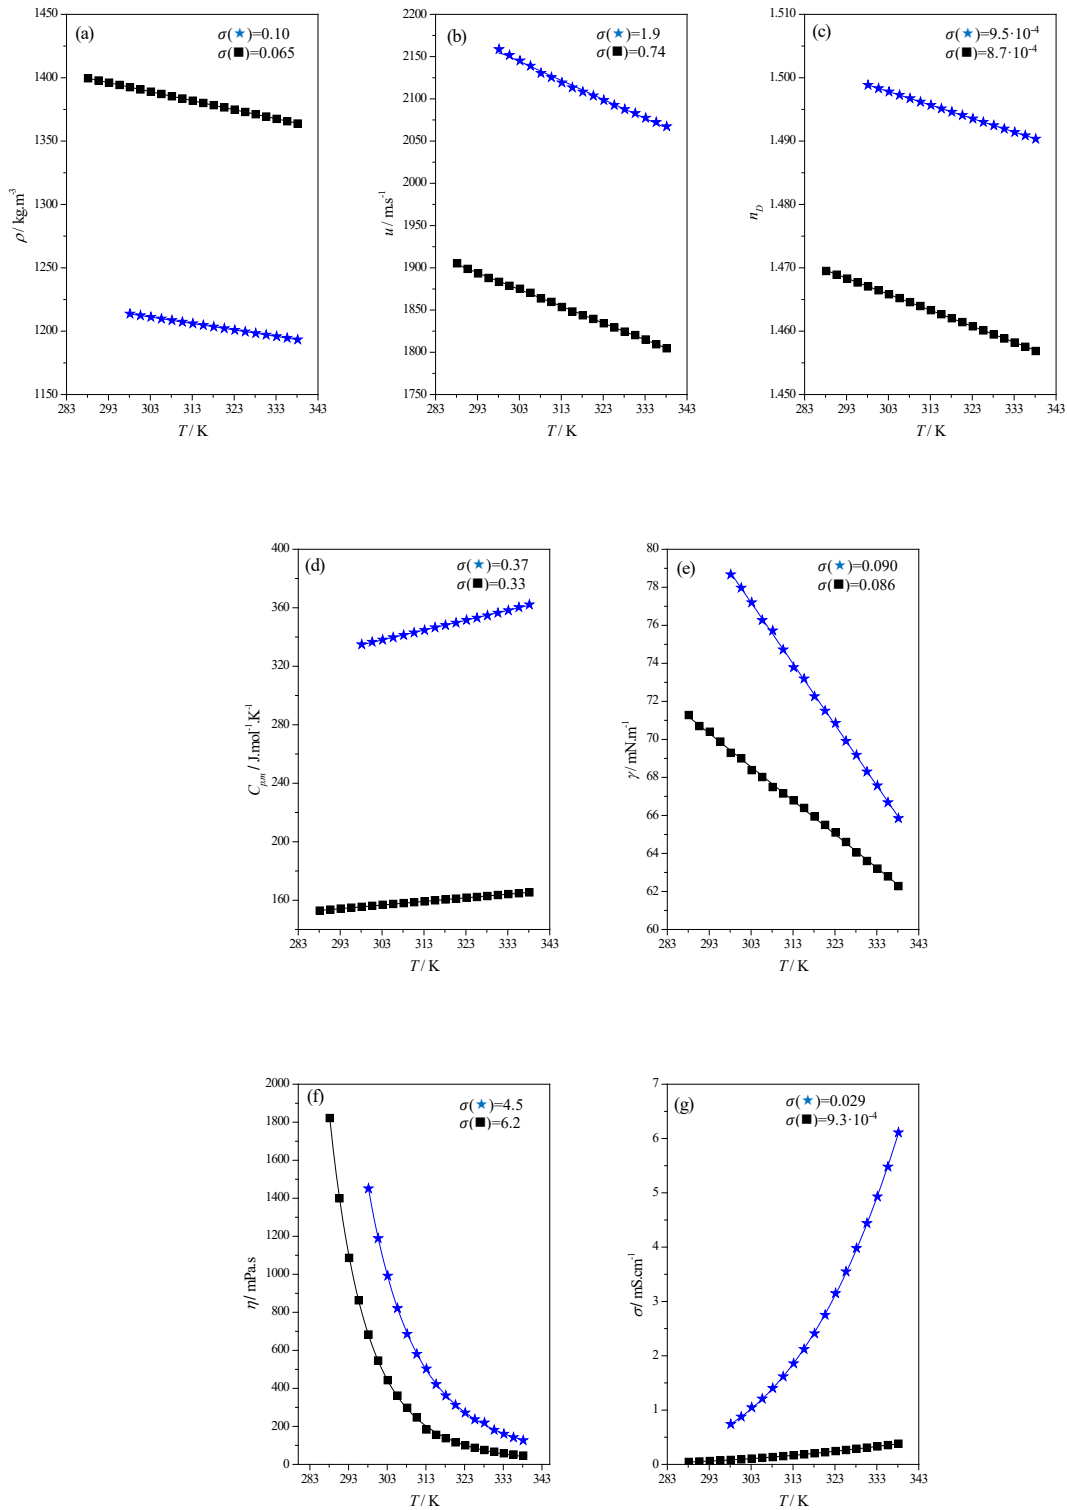 (a)
σ(★)=0.10
σ(■)=0.065
1450
1400
1350
1300
1250
1200
1150
ρ / kg.m⁻³
283 293 303 313 323 333 343
T / K
(b)
σ(★)=1.9
σ(■)=0.74
2200
2150
2100
2050
2000
1950
1900
1850
1800
1750
u / m.s⁻¹
283 293 303 313 323 333 343
T / K
(c)
σ(★)=9.5·10⁻⁴
σ(■)=8.7·10⁻⁴
1.510
1.500
1.490
1.480
1.470
1.460
1.450
n_D
283 293 303 313 323 333 343
T / K
(d)
σ(★)=0.37
σ(■)=0.33
400
360
320
280
240
200
160
C_p,m / J.mol⁻¹.K⁻¹
283 293 303 313 323 333 343
T / K
(e)
σ(★)=0.090
σ(■)=0.086
80
78
76
74
72
70
68
66
64
62
60
γ / mN.m⁻¹
283 293 303 313 323 333 343
T / K
(f)
σ(★)=4.5
σ(■)=6.2
2000
1800
1600
1400
1200
1000
800
600
400
200
0
η / mPa.s
283 293 303 313 323 333 343
T / K
(g)
σ(★)=0.029
σ(■)=9.3·10⁻⁴
7
6
5
4
3
2
1
0
σ/ mS.cm⁻¹
283 293 303 313 323 333 343
T / K